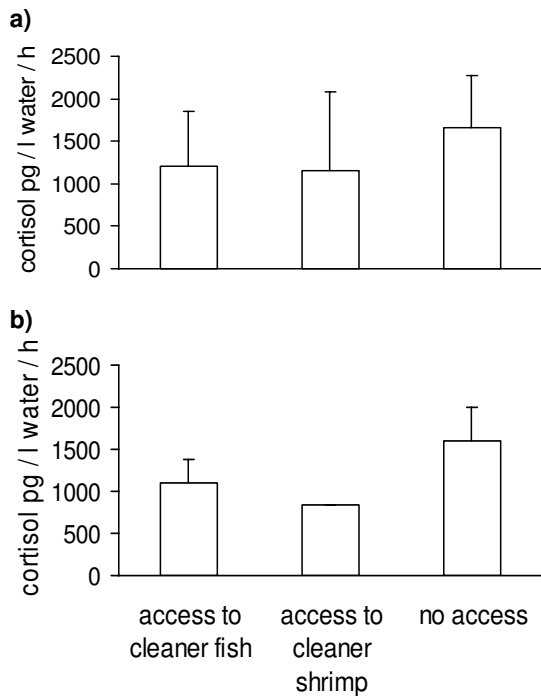 a)
cortisol pg / l water / h
2500
2000
1500
1000
500
0
b)
cortisol pg / l water / h
2500
2000
1500
1000
500
0
access to
cleaner fish
access to
cleaner
shrimp
no access